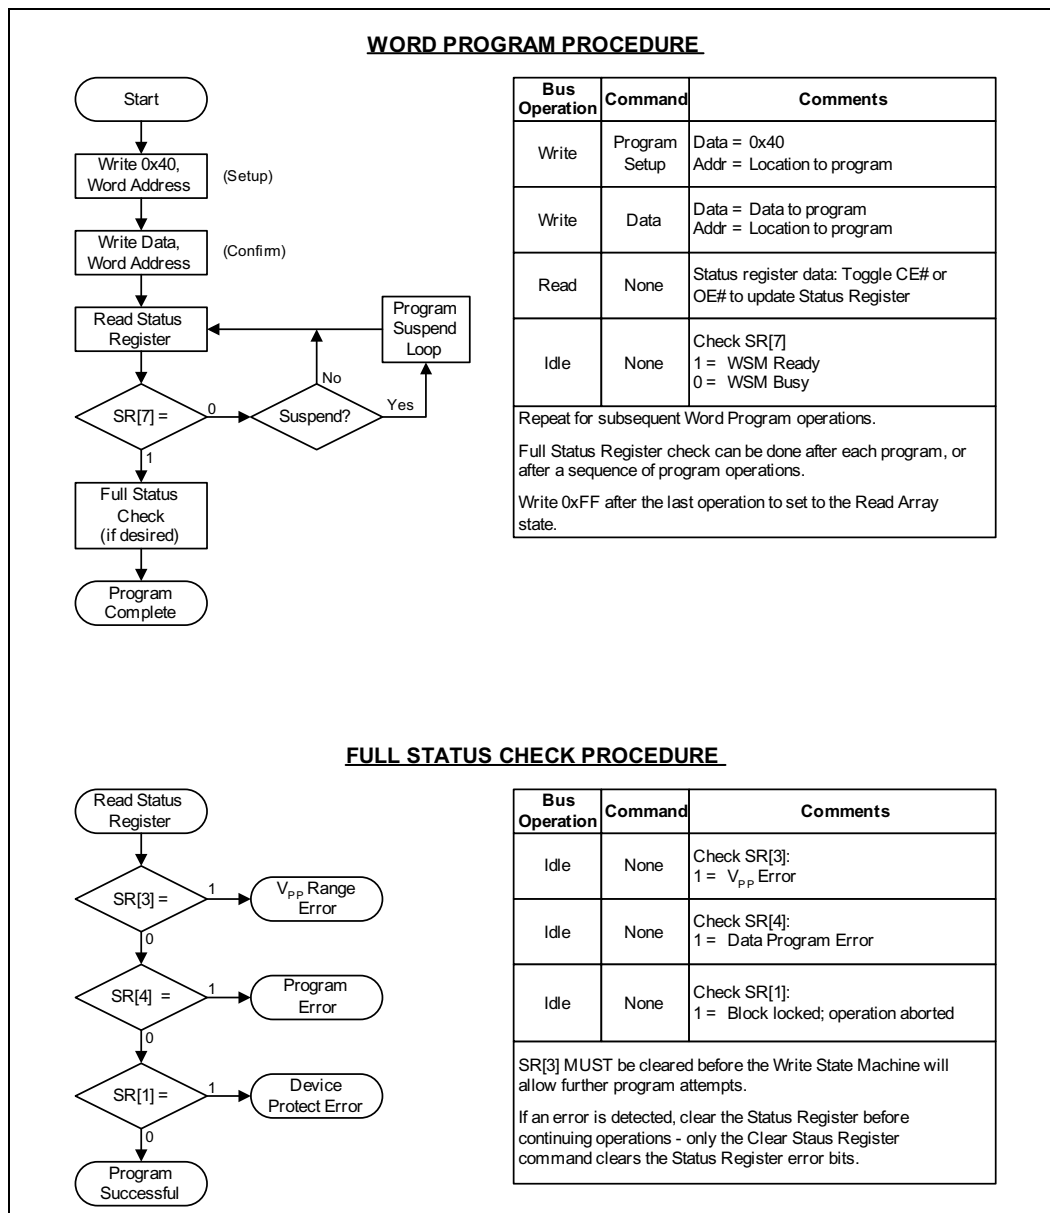 WORD PROGRAM PROCEDURE
Start
Write 0x40,
Word Address
(Setup)
Write Data,
Word Address
(Confirm)
Read Status
Register
Program
Suspend
Loop
No
SR[7] =
0
Suspend?
Yes
1
Full Status
Check
(if desired)
Program
Complete
Bus
Operation
Command
Comments
Write
Program
Setup
Data = 0x40
Addr = Location to program
Write
Data
Data = Data to program
Addr = Location to program
Read
None
Status register data: Toggle CE# or
OE# to update Status Register
Idle
None
Check SR[7]
1 = WSM Ready
0 = WSM Busy
Repeat for subsequent Word Program operations.
Full Status Register check can be done after each program, or
after a sequence of program operations.
Write 0xFF after the last operation to set to the Read Array
state.
FULL STATUS CHECK PROCEDURE
Read Status
Register
SR[3] =
1
VPP Range
Error
0
SR[4] =
1
Program
Error
0
SR[1] =
1
Device
Protect Error
0
Program
Successful
Bus
Operation
Command
Comments
Idle
None
Check SR[3]:
1 = VPP Error
Idle
None
Check SR[4]:
1 = Data Program Error
Idle
None
Check SR[1]:
1 = Block locked; operation aborted
SR[3] MUST be cleared before the Write State Machine will
allow further program attempts.
If an error is detected, clear the Status Register before
continuing operations - only the Clear Staus Register
command clears the Status Register error bits.